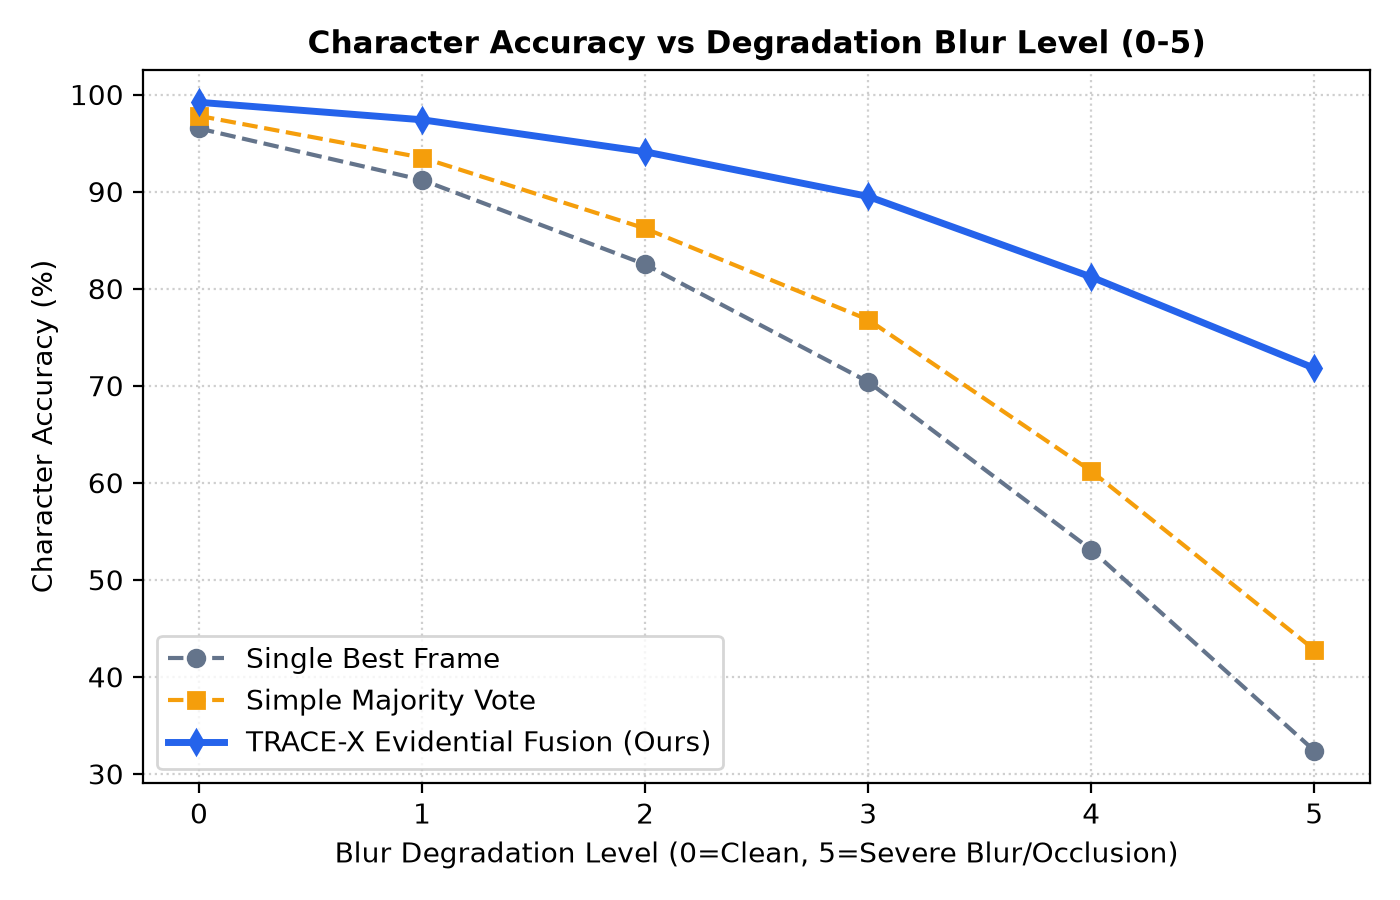 Character Accuracy vs Degradation Blur Level (0-5)
Character Accuracy (%)
100
90
80
70
60
50
40
30
Single Best Frame
Simple Majority Vote
TRACE-X Evidential Fusion (Ours)
0 1 2 3 4 5
Blur Degradation Level (0=Clean, 5=Severe Blur/Occlusion)